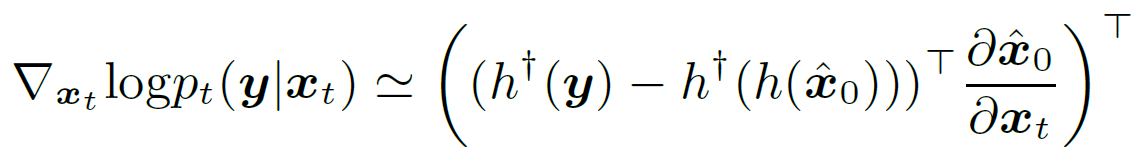 ∇_{𝒙_t} log p_t(𝒚|𝒙_t) ≃ ( (h^†(𝒚) − h^†(h(𝒙̂_0)))^⊤ ∂𝒙̂_0/∂𝒙_t )^⊤